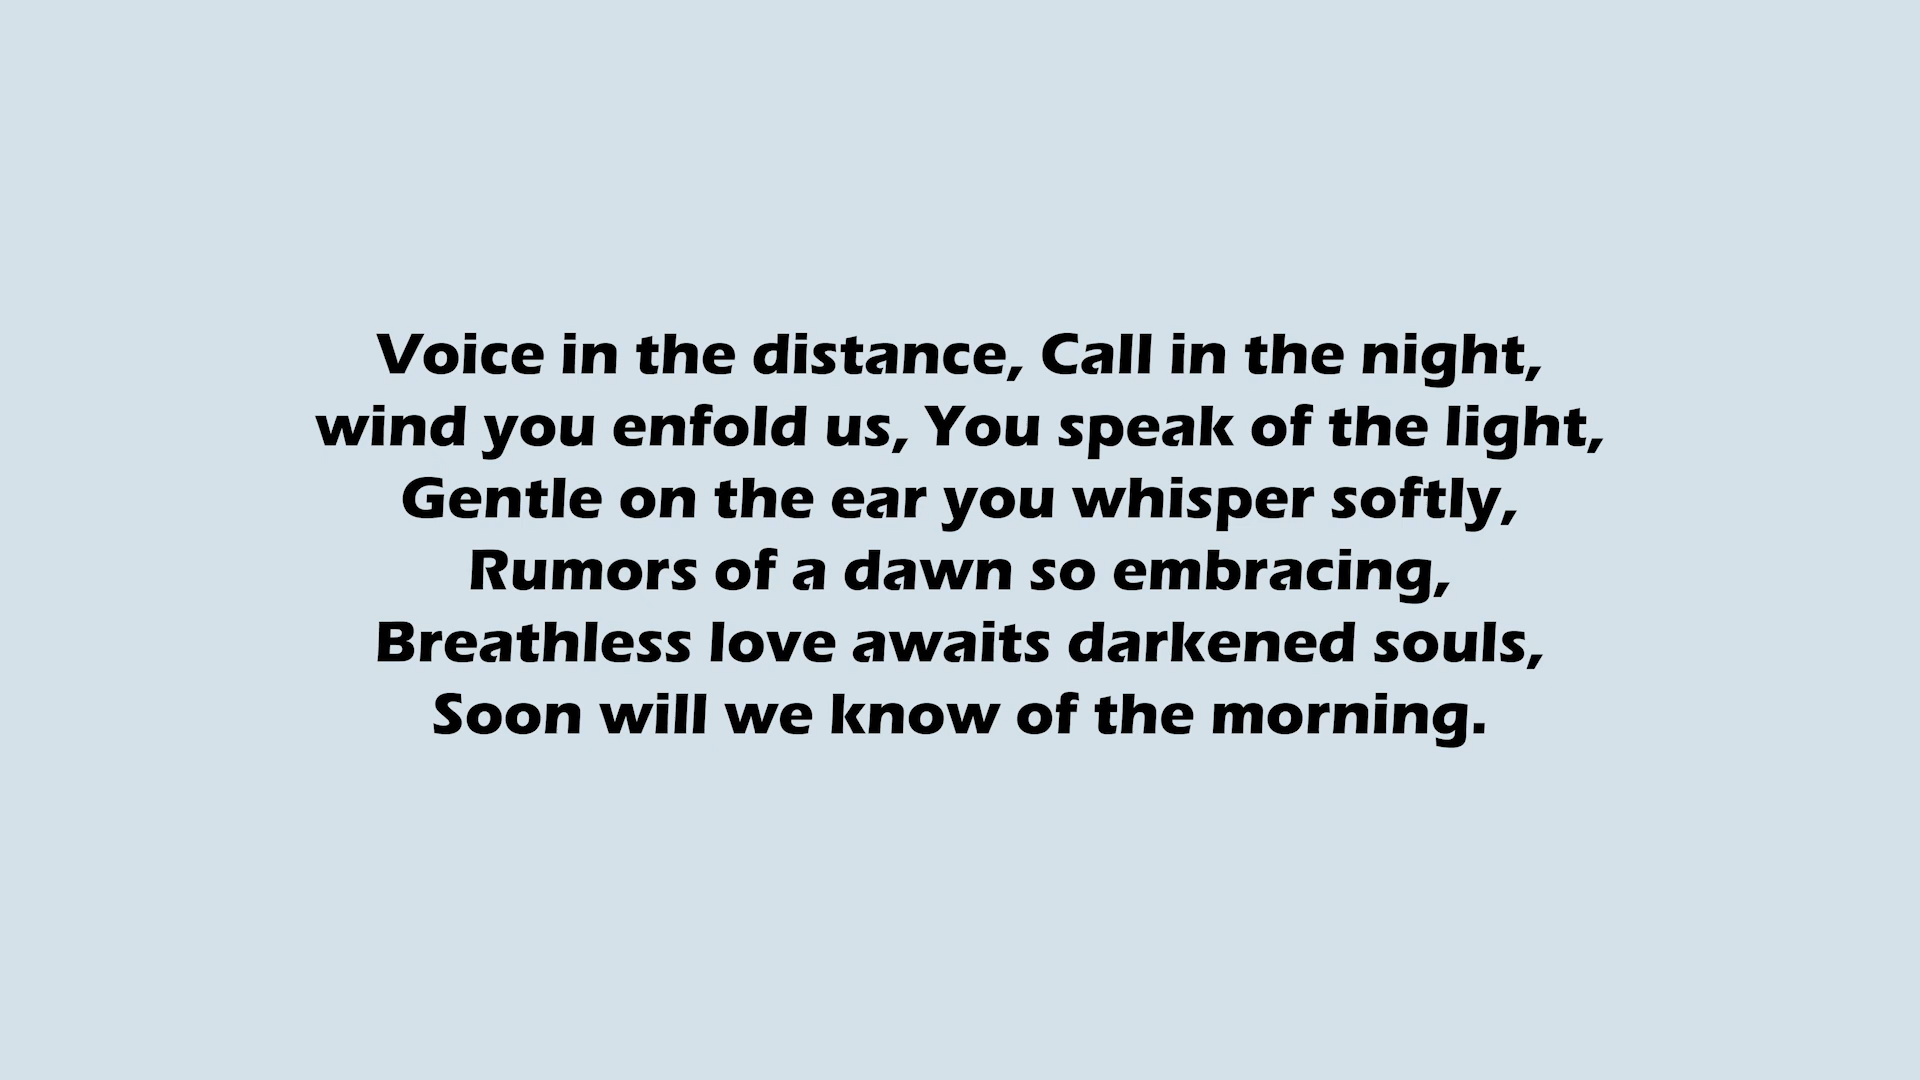 Voice in the distance, Call in the night,
wind you enfold us, You speak of the light,
Gentle on the ear you whisper softly,
Rumors of a dawn so embracing,
Breathless love awaits darkened souls,
Soon will we know of the morning.